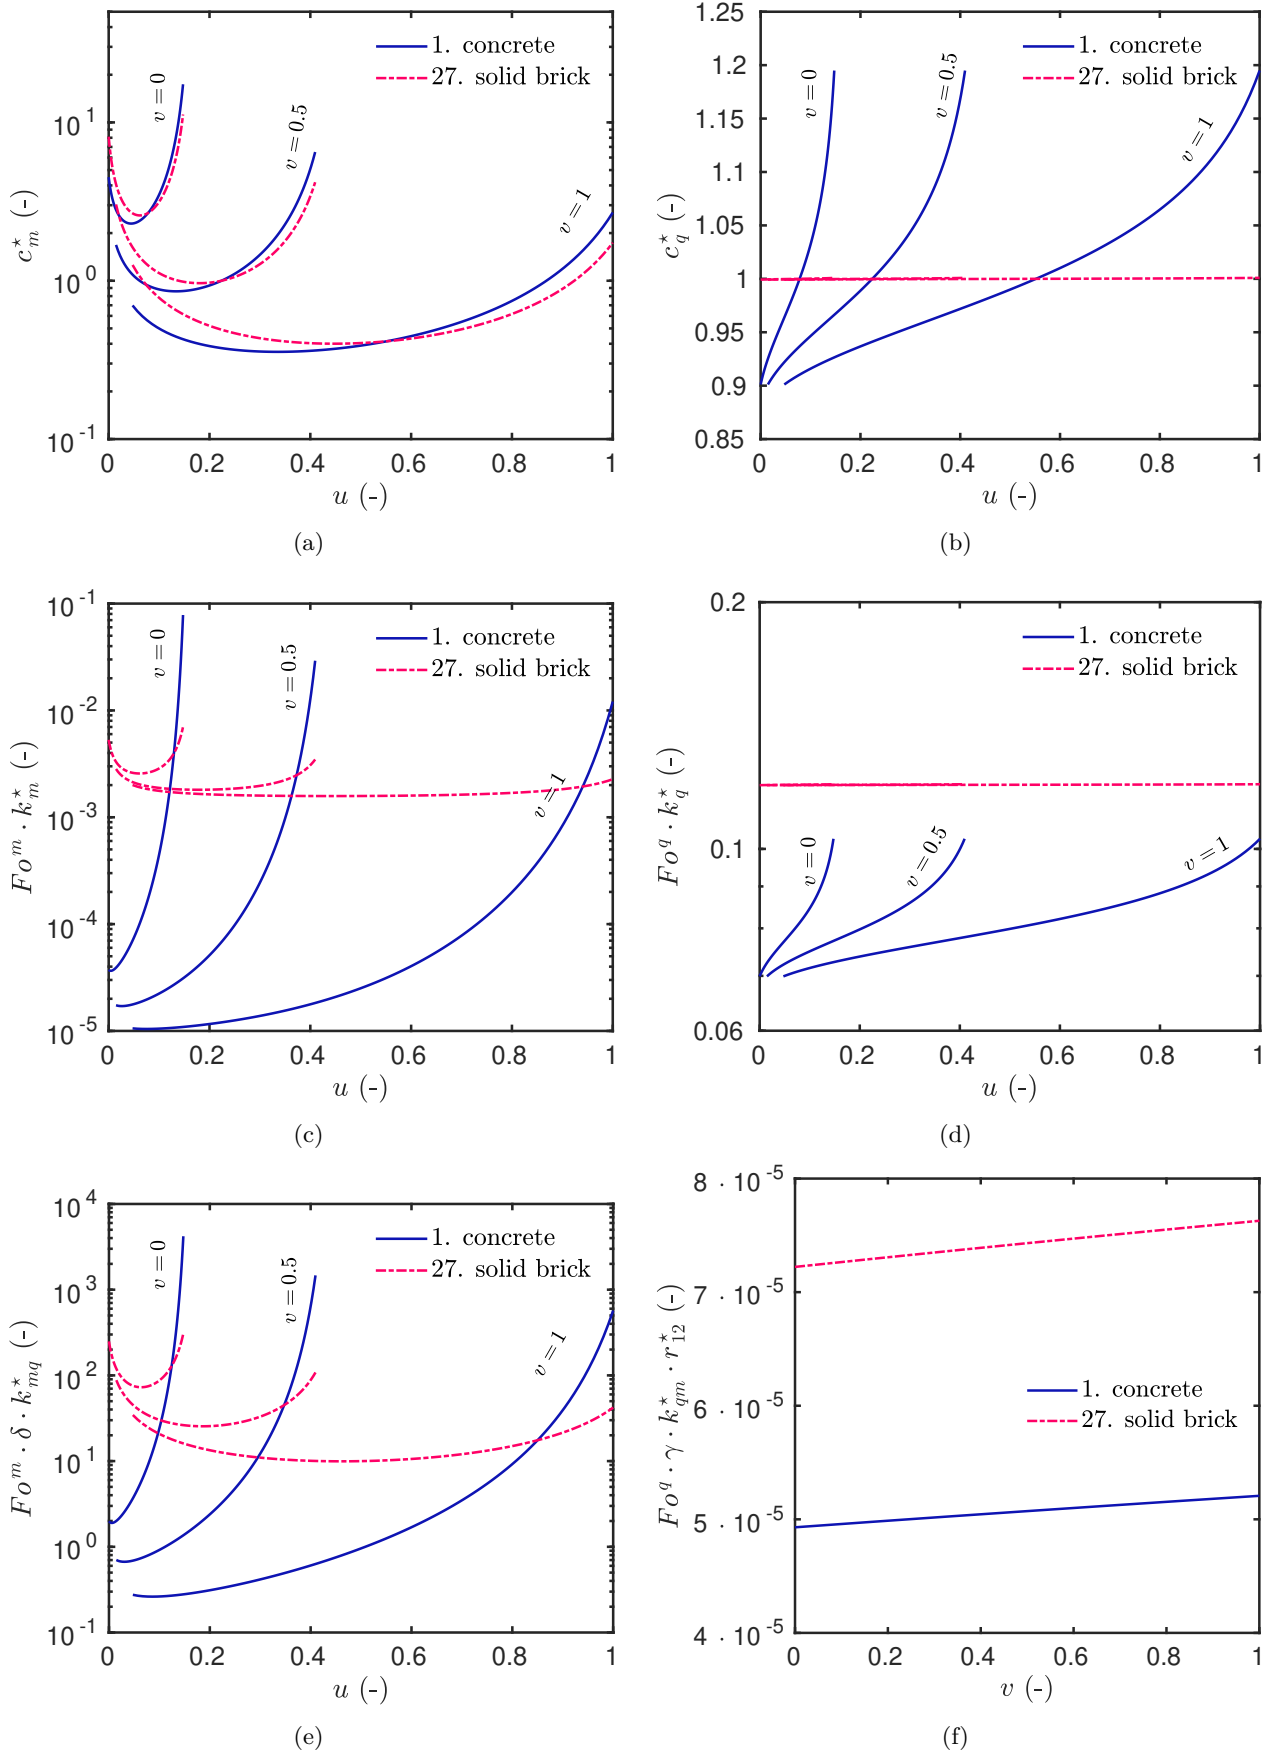 1. concrete
27. solid brick
v = 0
v = 0.5
v = 1
10^1
10^0
10^-1
c_m^⋆ (-)
0 0.2 0.4 0.6 0.8 1
u (-)
(a)
1. concrete
27. solid brick
v = 0
v = 0.5
v = 1
1.25
1.2
1.15
1.1
1.05
1
0.95
0.9
0.85
c_q^⋆ (-)
0 0.2 0.4 0.6 0.8 1
u (-)
(b)
1. concrete
27. solid brick
v = 0
v = 0.5
v = 1
10^-1
10^-2
10^-3
10^-4
10^-5
Fo^m · k_m^⋆ (-)
0 0.2 0.4 0.6 0.8 1
u (-)
(c)
1. concrete
27. solid brick
v = 0
v = 0.5
v = 1
0.2
0.1
0.06
Fo^q · k_q^⋆ (-)
0 0.2 0.4 0.6 0.8 1
u (-)
(d)
1. concrete
27. solid brick
v = 0
v = 0.5
v = 1
10^4
10^3
10^2
10^1
10^0
10^-1
Fo^m · δ · k_mq^⋆ (-)
0 0.2 0.4 0.6 0.8 1
u (-)
(e)
8 · 10^-5
7 · 10^-5
6 · 10^-5
5 · 10^-5
4 · 10^-5
1. concrete
27. solid brick
Fo^q · γ · k_qm^⋆ · r_12^⋆ (-)
0 0.2 0.4 0.6 0.8 1
v (-)
(f)